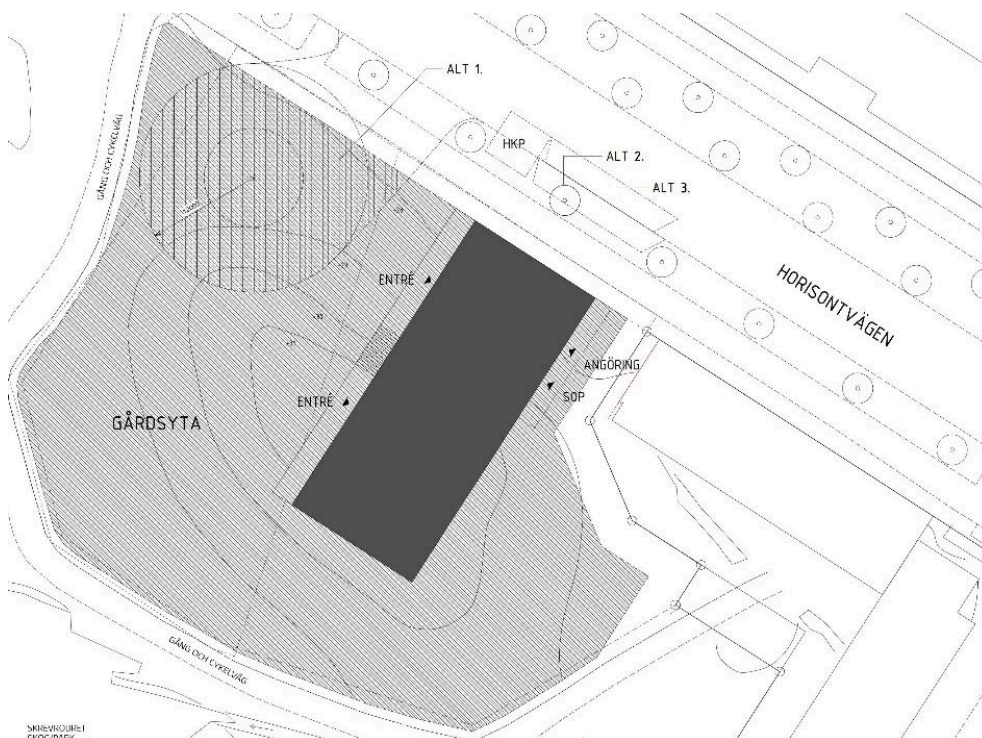 ALT 1.
HKP
ALT 2.
ALT 3.
GÅNG OCH CYKELVÄG
ENTRÉ
HORISONTVÄGEN
ANGÖRING
SOP
ENTRÉ
GÅRDSYTA
GÅNG OCH CYKELVÄG